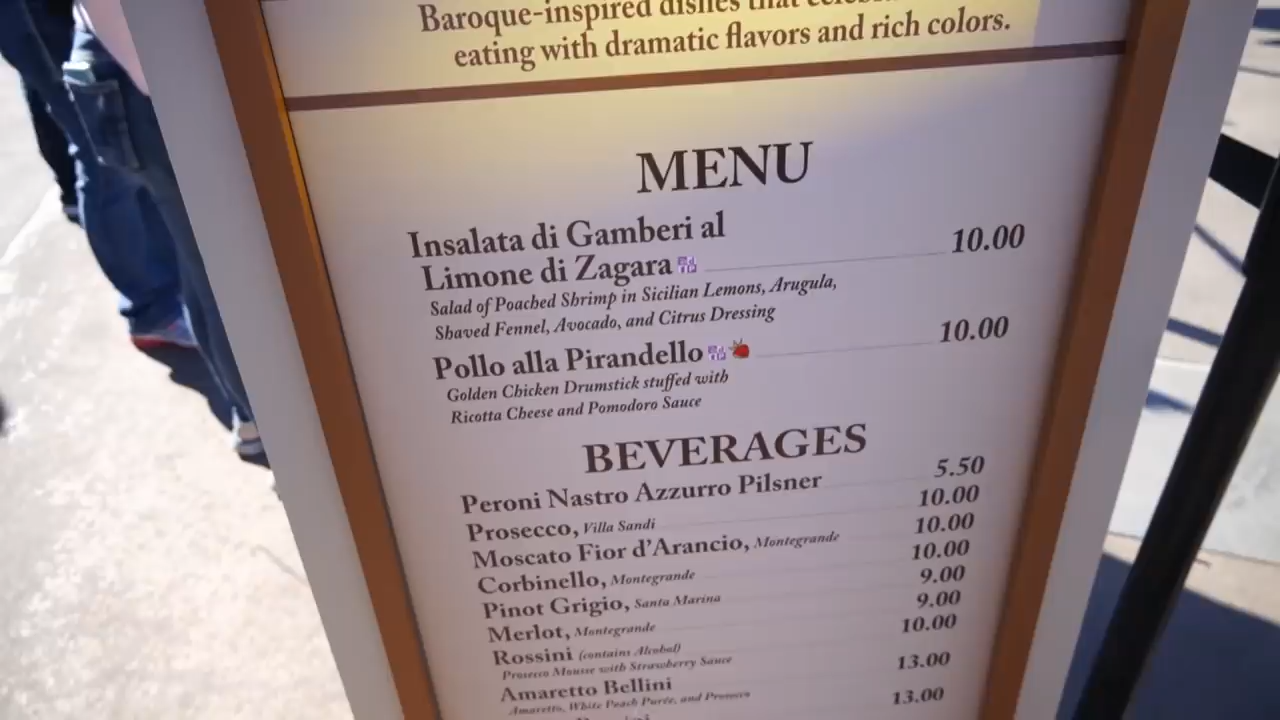 Baroque-inspired dishes that
eating with dramatic flavors and rich colors.
MENU
Insalata di Gamberi al
Limone di Zagara 10.00
Salad of Poached Shrimp in Sicilian Lemons, Arugula,
Shaved Fennel, Avocado, and Citrus Dressing
Pollo alla Pirandello 10.00
Golden Chicken Drumstick stuffed with
Ricotta Cheese and Pomodoro Sauce
BEVERAGES
Peroni Nastro Azzurro Pilsner 5.50
Prosecco, Villa Sandi 10.00
Moscato Fior d'Arancio, Montegrande 10.00
Corbinello, Montegrande 10.00
Pinot Grigio, Santa Marina 9.00
Merlot, Montegrande 9.00
Rossini (contains Alcohol) 10.00
Prosecco Mousse with Strawberry Sauce
Amaretto Bellini 13.00
Amaretto, White Peach Purée, and Prosecco
13.00